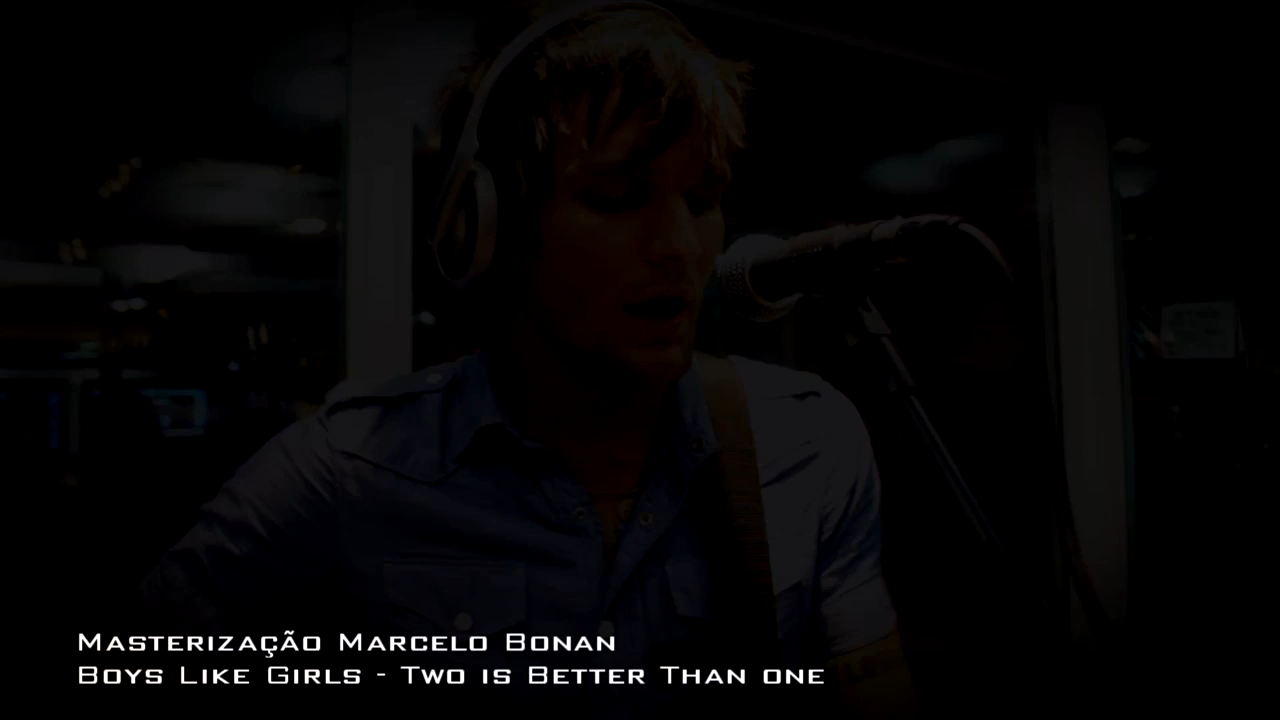 Masterização Marcelo Bonan
Boys Like Girls - Two is Better Than one